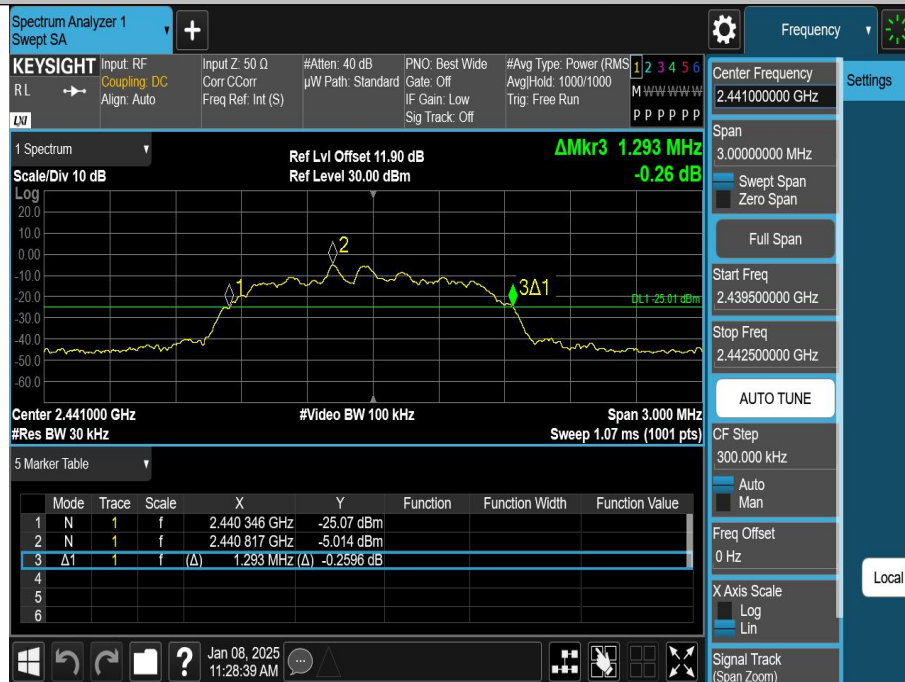 Spectrum Analyzer 1
Swept SA
+
Frequency
KEYSIGHT
RL
LXI
Input: RF
Coupling: DC
Align: Auto
Input Z: 50 Ω
Corr CCorr
Freq Ref: Int (S)
#Atten: 40 dB
µW Path: Standard
PNO: Best Wide
Gate: Off
IF Gain: Low
Sig Track: Off
#Avg Type: Power (RMS
Avg|Hold: 1000/1000
Trig: Free Run
1 2 3 4 5 6
M W W W W W
P P P P P P
1 Spectrum
Scale/Div 10 dB
Ref Lvl Offset 11.90 dB
Ref Level 30.00 dBm
ΔMkr3 1.293 MHz
-0.26 dB
Log
20.0
10.0
0.00
-10.0
-20.0
-30.0
-40.0
-50.0
-60.0
1
2
3Δ1
DL1 -25.01 dBm
Center 2.441000 GHz
#Video BW 100 kHz
Span 3.000 MHz
#Res BW 30 kHz
Sweep 1.07 ms (1001 pts)
5 Marker Table
Mode Trace Scale X Y Function Function Width Function Value
1 N 1 f 2.440 346 GHz -25.07 dBm
2 N 1 f 2.440 817 GHz -5.014 dBm
3 Δ1 1 f (Δ) 1.293 MHz (Δ) -0.2596 dB
4
5
6
?
Jan 08, 2025
11:28:39 AM
Center Frequency
2.441000000 GHz
Span
3.00000000 MHz
Swept Span
Zero Span
Full Span
Start Freq
2.439500000 GHz
Stop Freq
2.442500000 GHz
AUTO TUNE
CF Step
300.000 kHz
Auto
Man
Freq Offset
0 Hz
X Axis Scale
Log
Lin
Signal Track
(Span Zoom)
Settings
Local